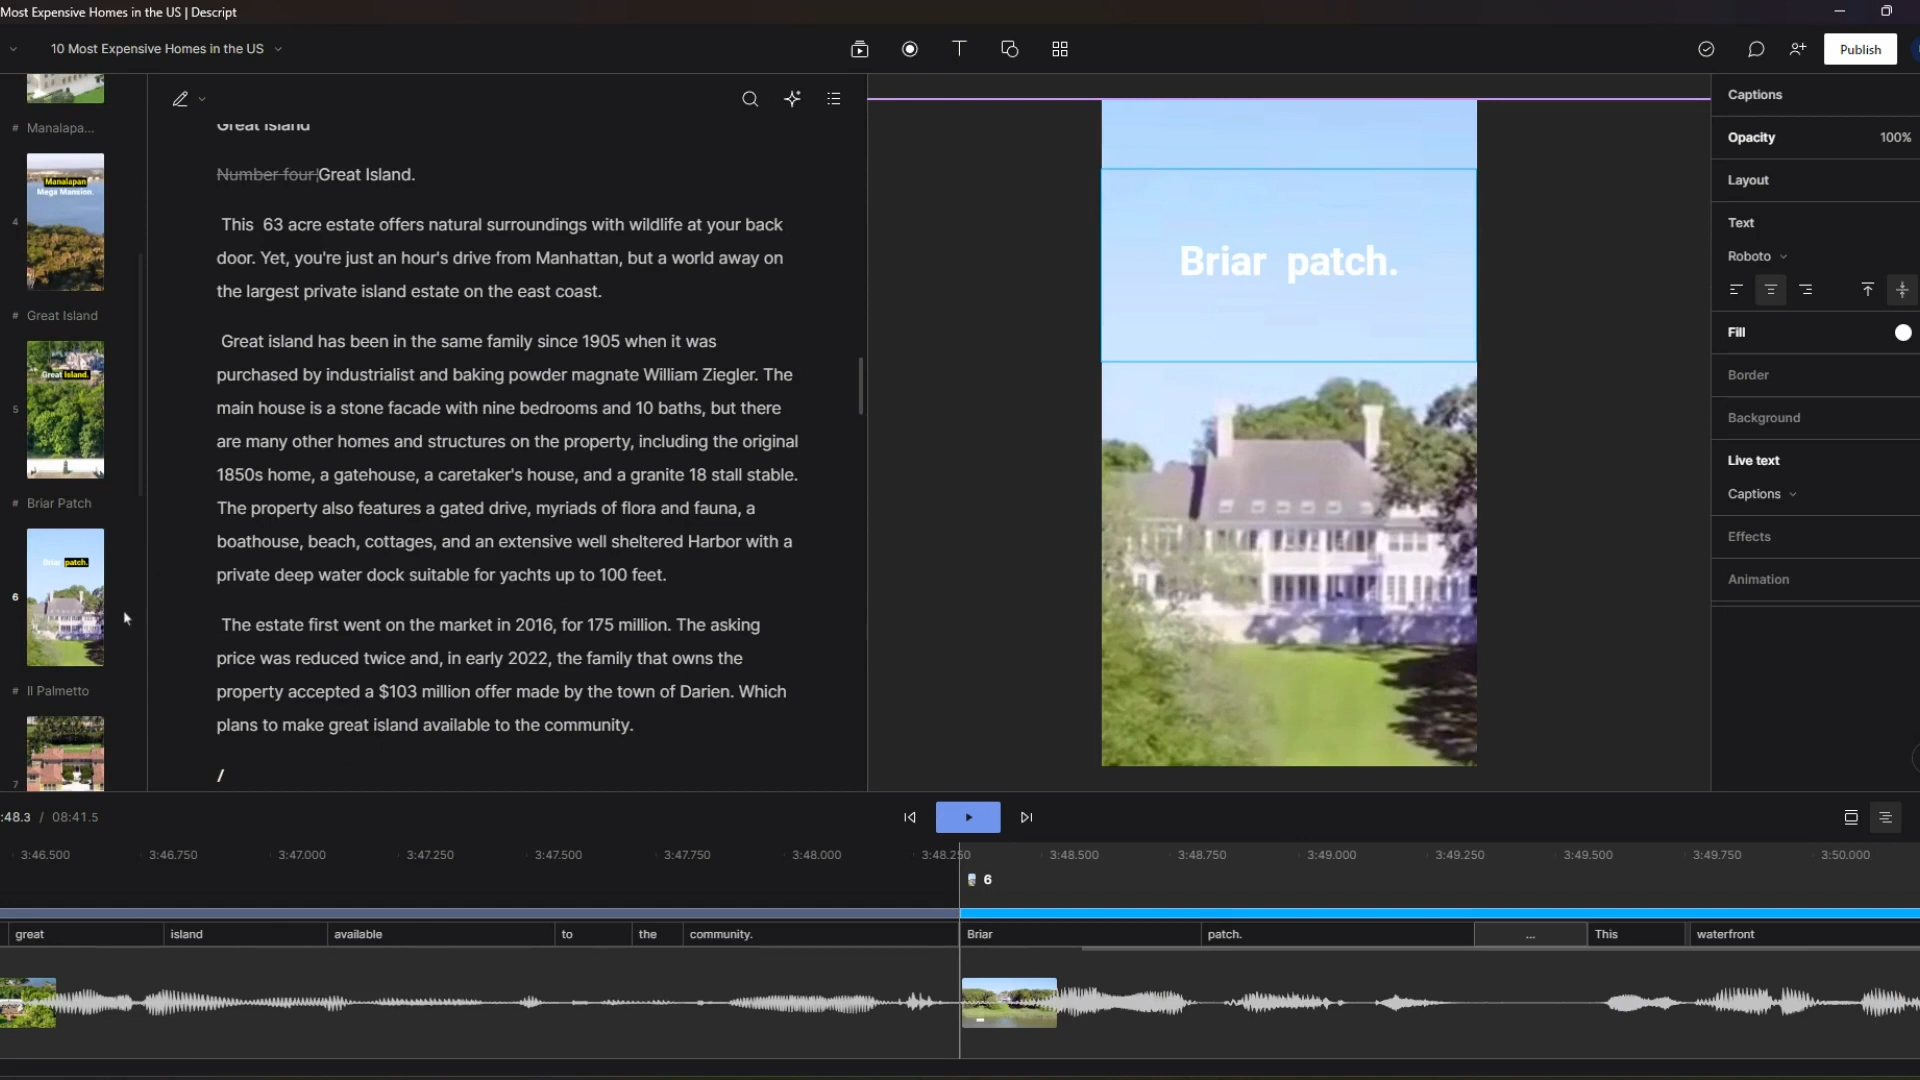 Most Expensive Homes in the US | Descript
10 Most Expensive Homes in the US
Publish
# Manalapa...
4
Manalapan
Mega Mansion.
# Great Island
5
Great Island.
# Briar Patch
6
Briar patch.
# Il Palmetto
7
Great Island
Number four Great Island.
This 63 acre estate offers natural surroundings with wildlife at your back
door. Yet, you're just an hour's drive from Manhattan, but a world away on
the largest private island estate on the east coast.
Great island has been in the same family since 1905 when it was
purchased by industrialist and baking powder magnate William Ziegler. The
main house is a stone facade with nine bedrooms and 10 baths, but there
are many other homes and structures on the property, including the original
1850s home, a gatehouse, a caretaker's house, and a granite 18 stall stable.
The property also features a gated drive, myriads of flora and fauna, a
boathouse, beach, cottages, and an extensive well sheltered Harbor with a
private deep water dock suitable for yachts up to 100 feet.
The estate first went on the market in 2016, for 175 million. The asking
price was reduced twice and, in early 2022, the family that owns the
property accepted a $103 million offer made by the town of Darien. Which
plans to make great island available to the community.
/
Briar patch.
Captions
Opacity 100%
Layout
Text
Roboto
Fill
Border
Background
Live text
Captions
Effects
Animation
:48.3 / 08:41.5
3:46.500 3:46.750 3:47.000 3:47.250 3:47.500 3:47.750 3:48.000 3:48.250 3:48.500 3:48.750 3:49.000 3:49.250 3:49.500 3:49.750 3:50.000
6
great island available to the community. Briar patch. ... This waterfront